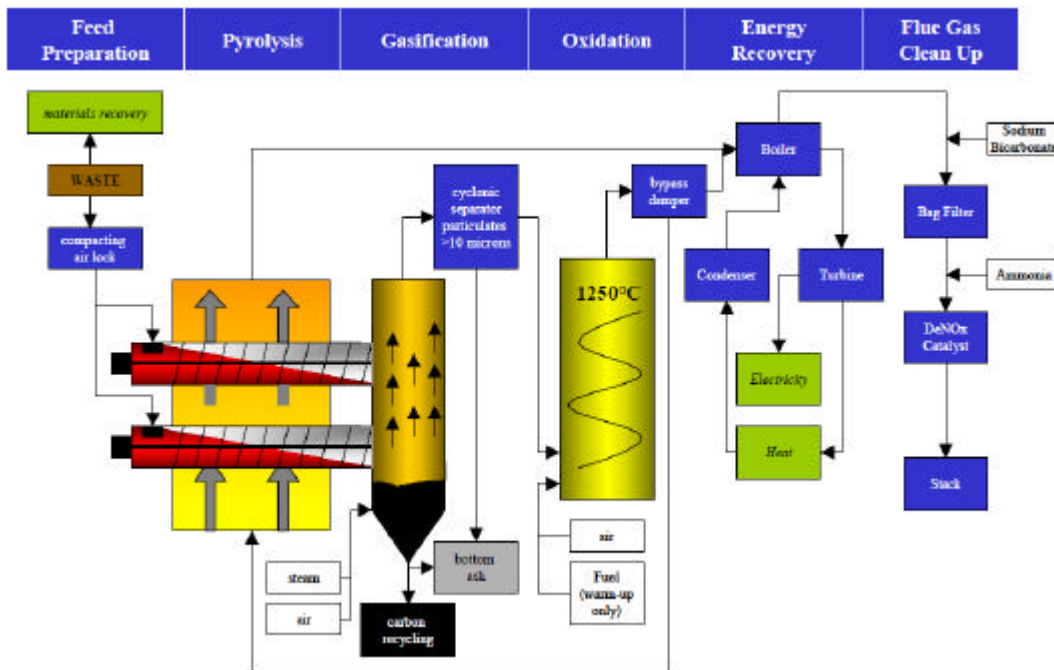 Feed
Preparation
Pyrolysis
Gasification
Oxidation
Energy
Recovery
Flue Gas
Clean Up
materials recovery
WASTE
compacting
air lock
cyclonic
separator
particulates
>10 microns
bypass
damper
Boiler
Sodium
Bicarbonate
Bag Filter
Condenser
Turbine
Ammonia
1250°C
DeNOx
Catalyst
Electricity
Heat
Stack
steam
air
bottom
ash
carbon
recycling
air
Fuel
(warm-up
only)